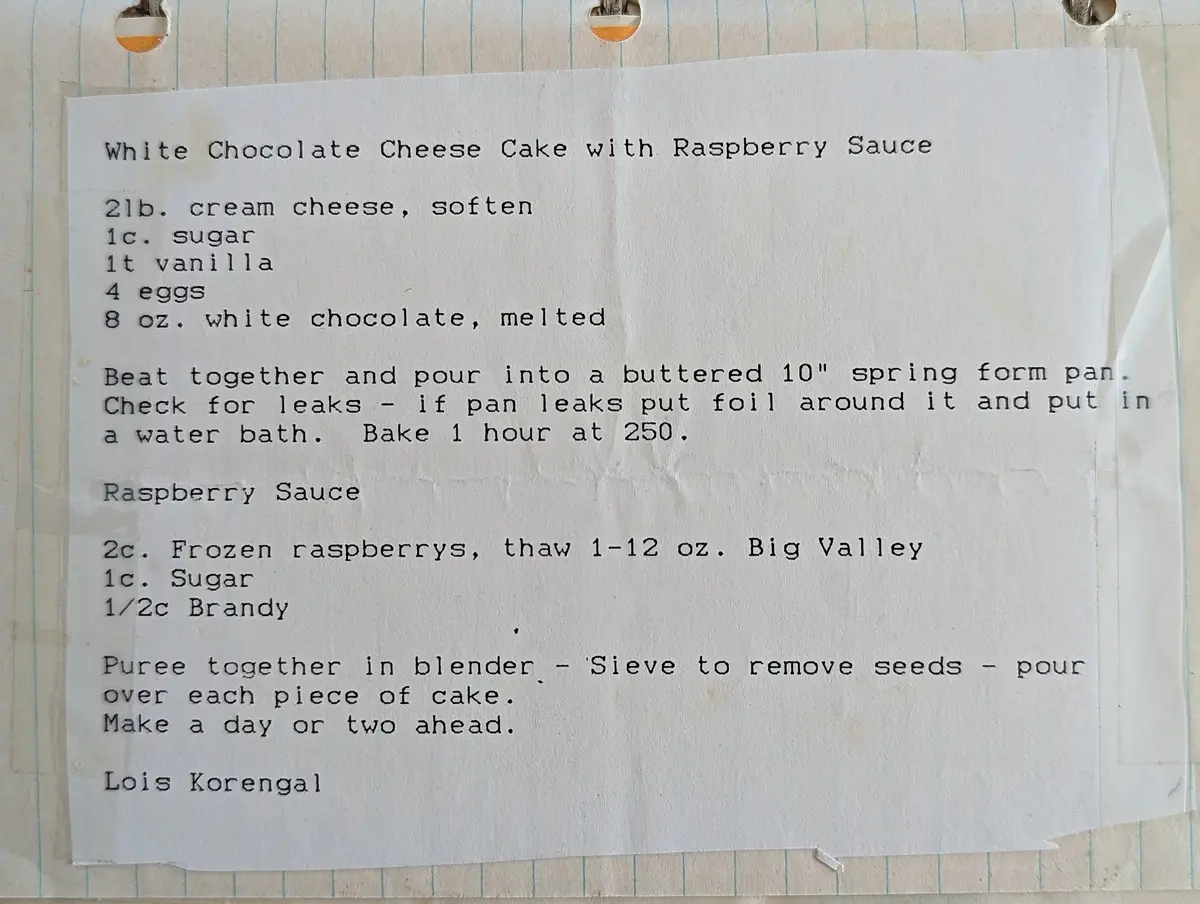 White Chocolate Cheese Cake with Raspberry Sauce
2lb. cream cheese, soften
1c. sugar
1t vanilla
4 eggs
8 oz. white chocolate, melted
Beat together and pour into a buttered 10" spring form pan.
Check for leaks - if pan leaks put foil around it and put in
a water bath. Bake 1 hour at 250.
Raspberry Sauce
2c. Frozen raspberrys, thaw 1-12 oz. Big Valley
1c. Sugar
1/2c Brandy
Puree together in blender - Sieve to remove seeds - pour
over each piece of cake.
Make a day or two ahead.
Lois Korengal